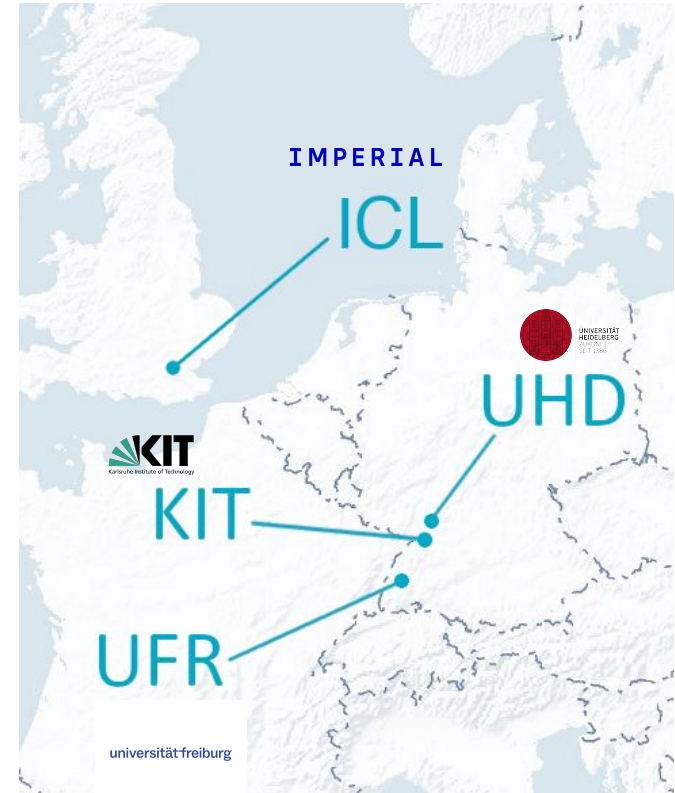 IMPERIAL
ICL
UNIVERSITÄT
HEIDELBERG
ZUKUNFT
SEIT 1386
UHD
KIT
Karlsruhe Institute of Technology
KIT
UFR
universität freiburg